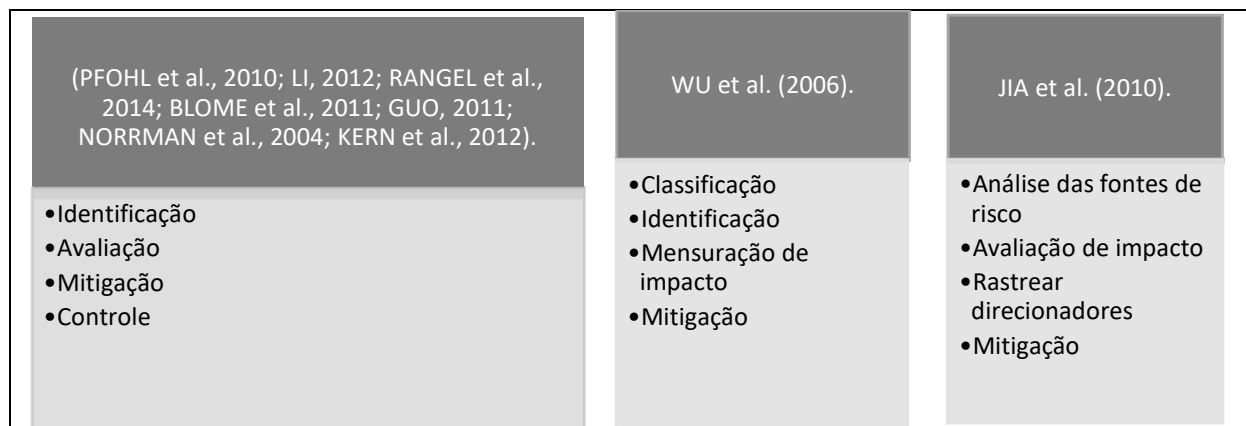 (PFOHL et al., 2010; LI, 2012; RANGEL et al.,
2014; BLOME et al., 2011; GUO, 2011;
NORRMAN et al., 2004; KERN et al., 2012).
•Identificação
•Avaliação
•Mitigação
•Controle
WU et al. (2006).
•Classificação
•Identificação
•Mensuração de
impacto
•Mitigação
JIA et al. (2010).
•Análise das fontes de
risco
•Avaliação de impacto
•Rastrear
direcionadores
•Mitigação